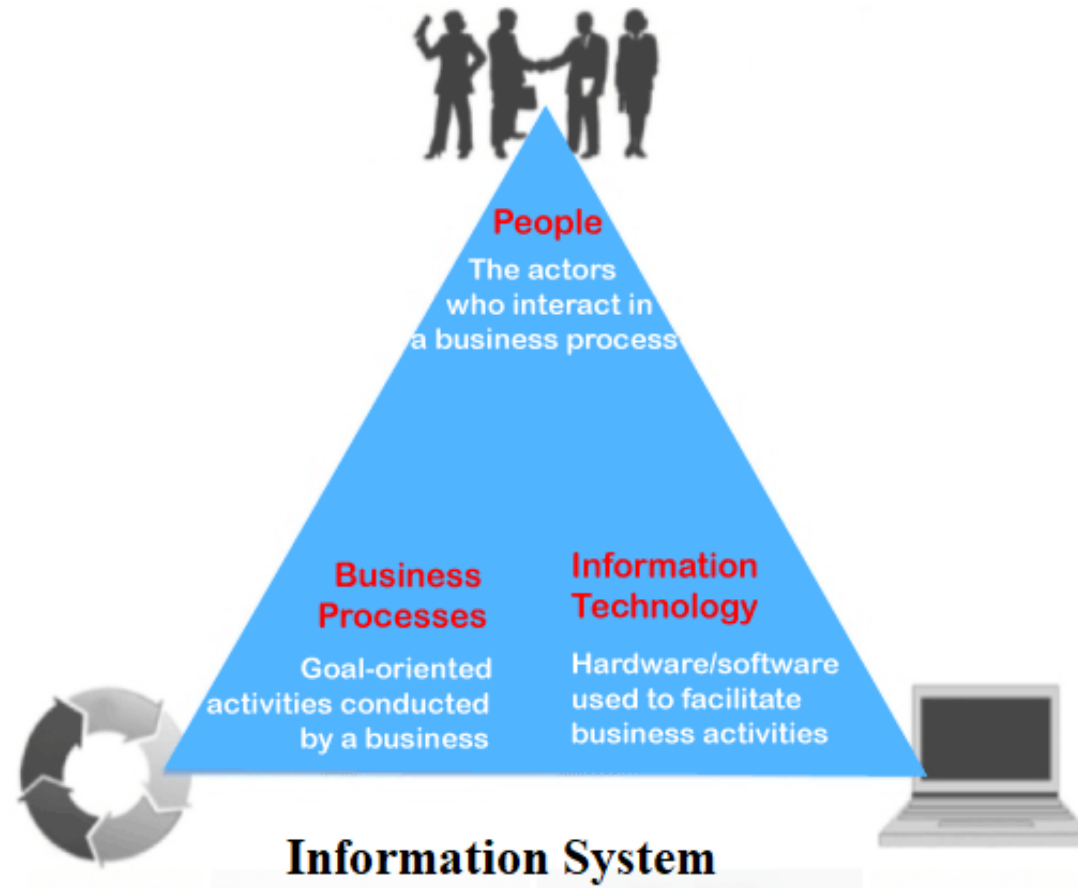 People
The actors
who interact in
a business process
Business
Processes
Goal-oriented
activities conducted
by a business
Information
Technology
Hardware/software
used to facilitate
business activities
Information System